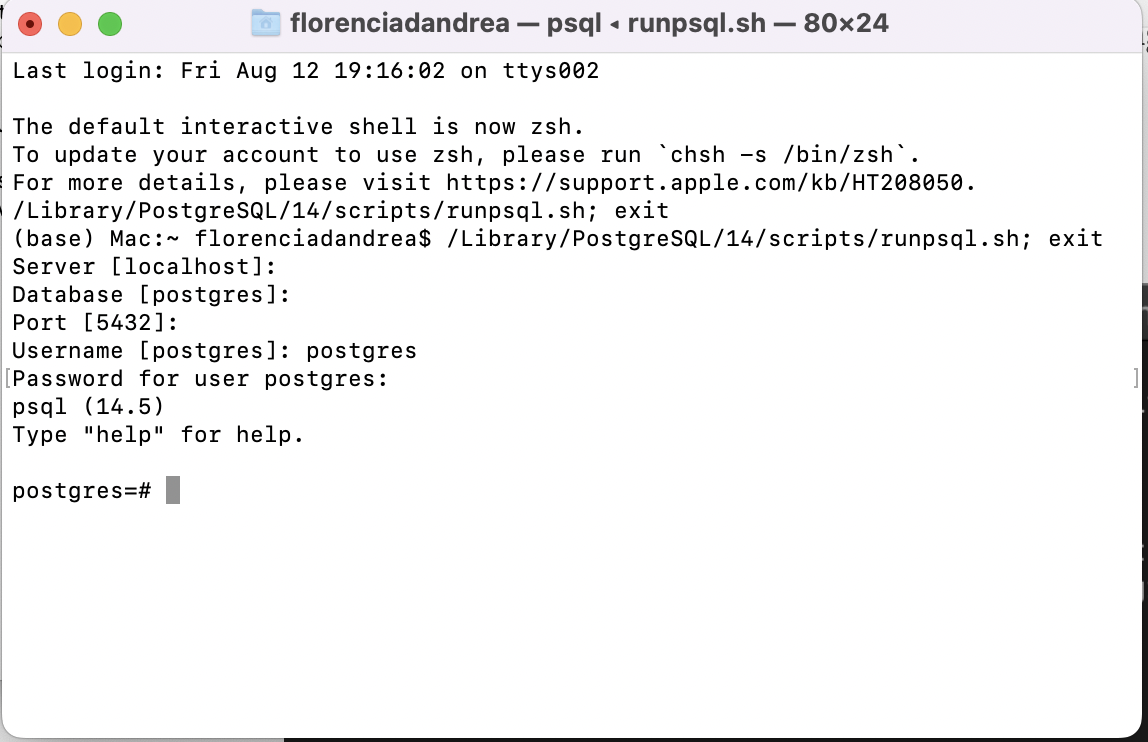 florenciadandrea — psql ◂ runpsql.sh — 80×24
Last login: Fri Aug 12 19:16:02 on ttys002
The default interactive shell is now zsh.
To update your account to use zsh, please run `chsh -s /bin/zsh`.
For more details, please visit https://support.apple.com/kb/HT208050.
/Library/PostgreSQL/14/scripts/runpsql.sh; exit
(base) Mac:~ florenciadandrea$ /Library/PostgreSQL/14/scripts/runpsql.sh; exit
Server [localhost]:
Database [postgres]:
Port [5432]:
Username [postgres]: postgres
[Password for user postgres: ]
psql (14.5)
Type "help" for help.
postgres=#